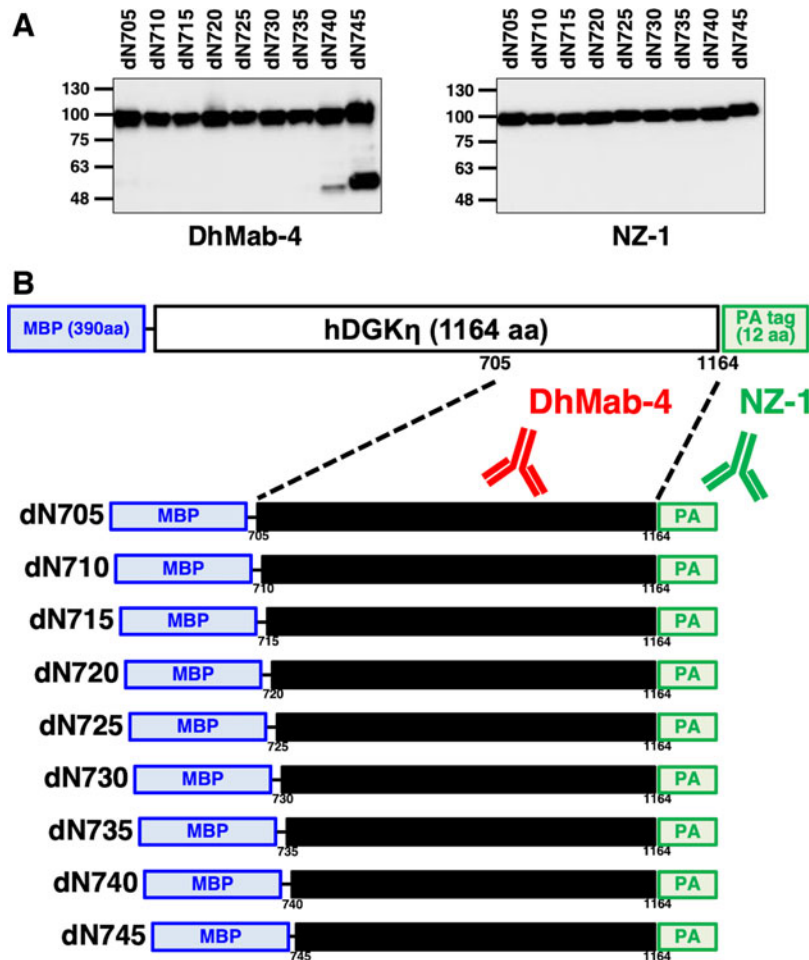 A
dN705 dN710 dN715 dN720 dN725 dN730 dN735 dN740 dN745
130
100
75
63
48
DhMab-4
dN705 dN710 dN715 dN720 dN725 dN730 dN735 dN740 dN745
130
100
75
63
48
NZ-1
B
MBP (390aa) hDGKη (1164 aa) PA tag
(12 aa)
705 1164
DhMab-4 NZ-1
dN705 MBP PA
705 1164
dN710 MBP PA
710 1164
dN715 MBP PA
715 1164
dN720 MBP PA
720 1164
dN725 MBP PA
725 1164
dN730 MBP PA
730 1164
dN735 MBP PA
735 1164
dN740 MBP PA
740 1164
dN745 MBP PA
745 1164